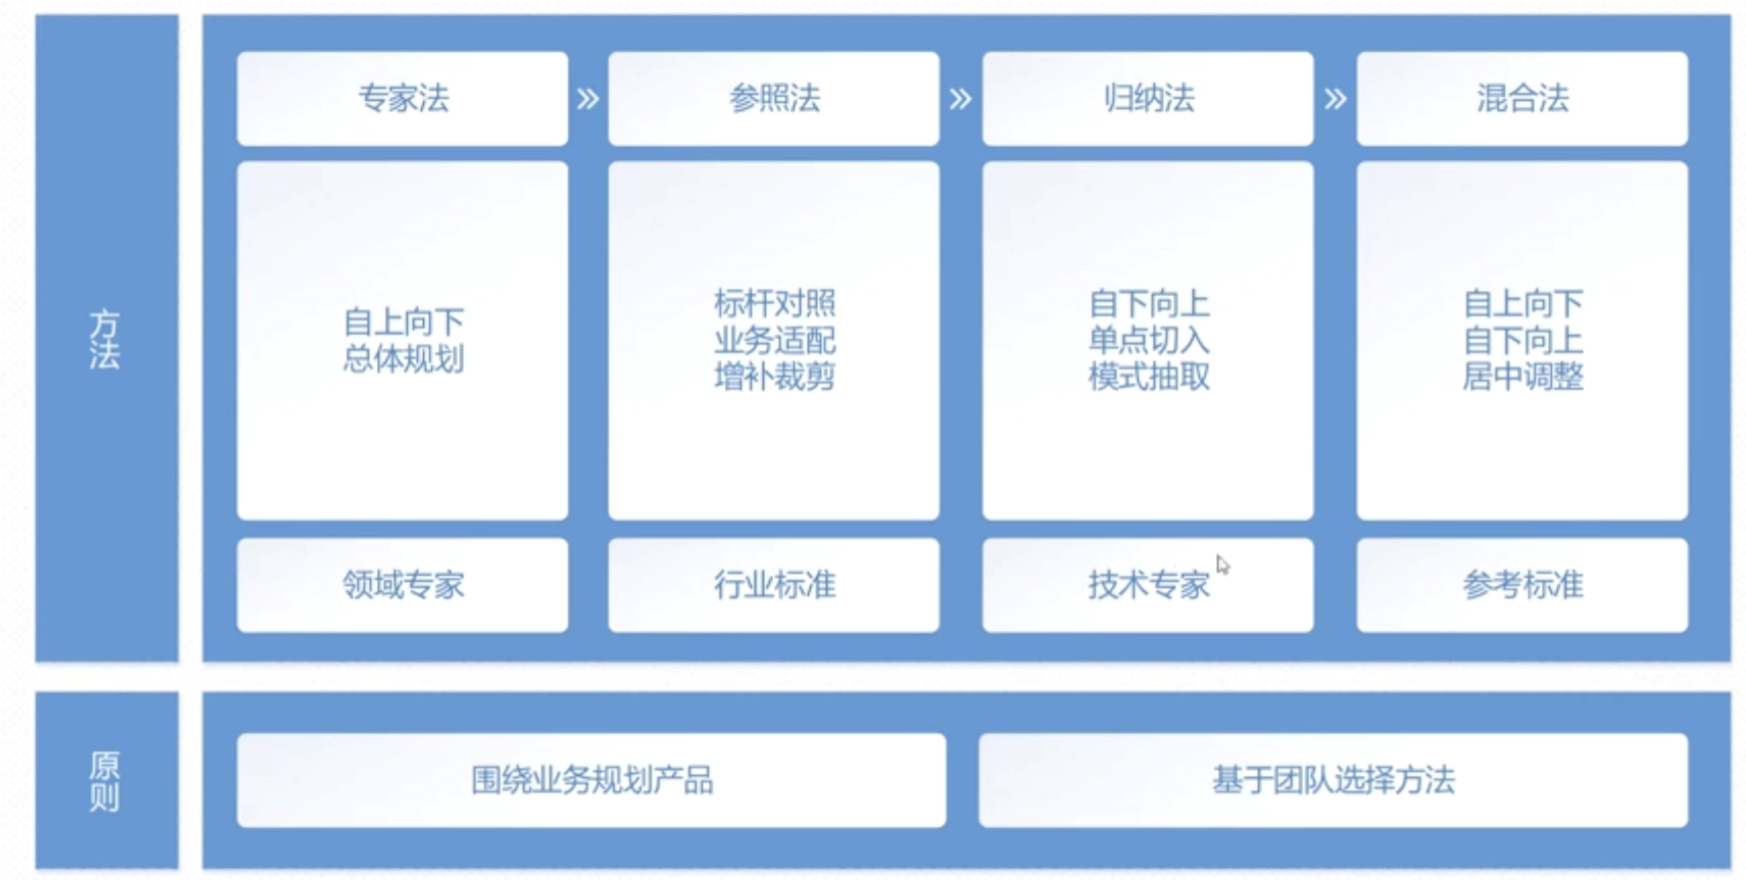 方法
专家法 » 参照法 » 归纳法 » 混合法
自上向下
总体规划
标杆对照
业务适配
增补裁剪
自下向上
单点切入
模式抽取
自上向下
自下向上
居中调整
领域专家
行业标准
技术专家
参考标准
原则
围绕业务规划产品
基于团队选择方法